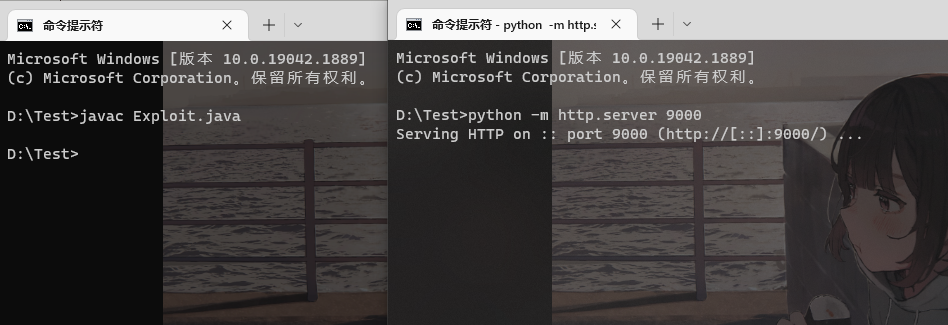 命令提示符
Microsoft Windows [版本 10.0.19042.1889]
(c) Microsoft Corporation。保留所有权利。
D:\Test>javac Exploit.java
D:\Test>
命令提示符 - python -m http.s
Microsoft Windows [版本 10.0.19042.1889]
(c) Microsoft Corporation。保留所有权利。
D:\Test>python -m http.server 9000
Serving HTTP on :: port 9000 (http://[::]:9000/) ...